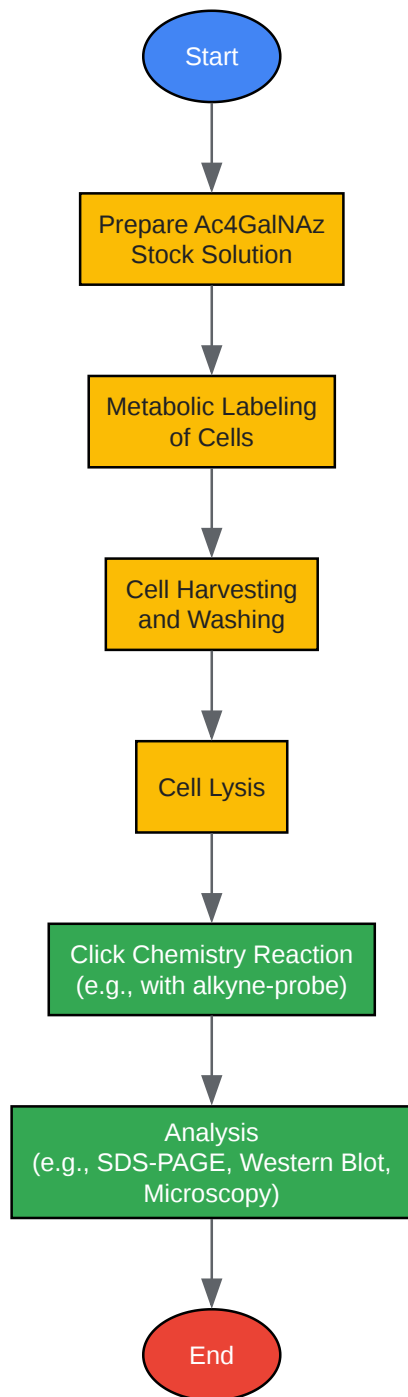 Start
Prepare Ac4GalNAz
Stock Solution
Metabolic Labeling
of Cells
Cell Harvesting
and Washing
Cell Lysis
Click Chemistry Reaction
(e.g., with alkyne-probe)
Analysis
(e.g., SDS-PAGE, Western Blot,
Microscopy)
End